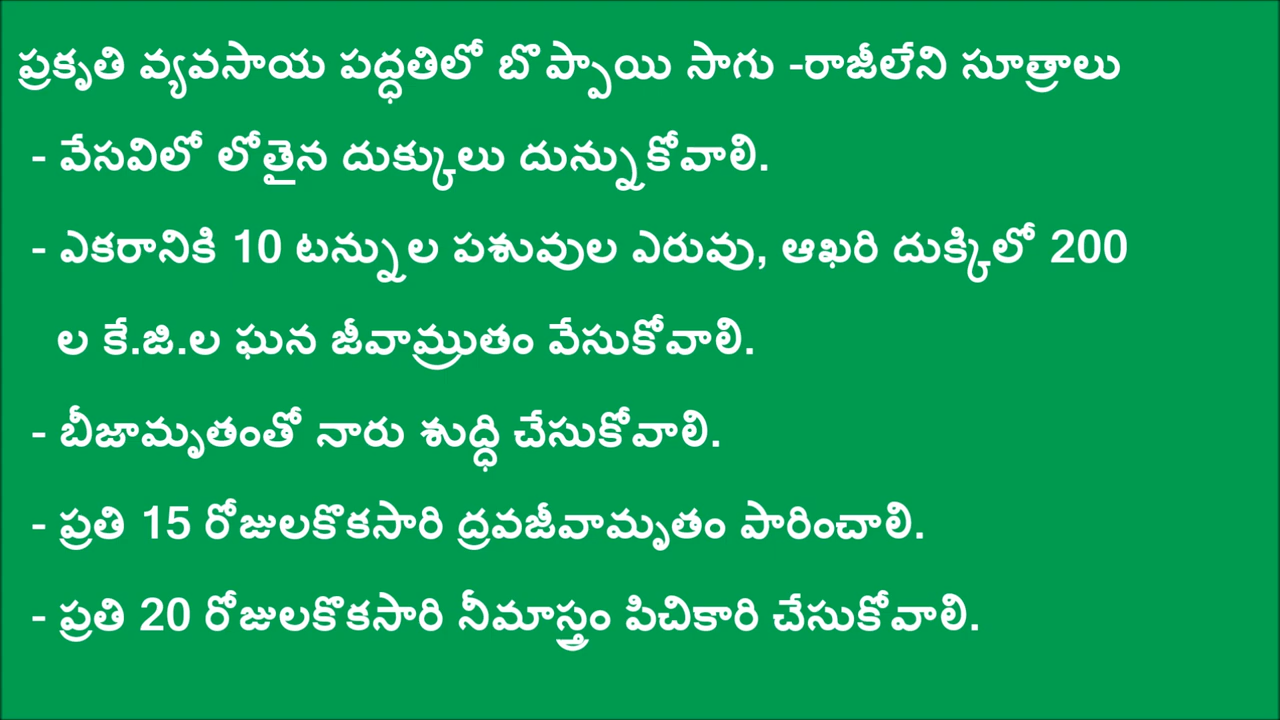 ప్రకృతి వ్యవసాయ పద్ధతిలో బొప్పాయి సాగు -రాజీలేని సూత్రాలు
- వేసవిలో లోతైన దుక్కులు దున్నుకోవాలి.
- ఎకరానికి 10 టన్నుల పశువుల ఎరువు, ఆఖరి దుక్కిలో 200
ల కే.జి.ల ఘన జీవామ్రుతం వేసుకోవాలి.
- బీజామృతంతో నారు శుద్ధి చేసుకోవాలి.
- ప్రతి 15 రోజులకొకసారి ద్రవజీవామృతం పారించాలి.
- ప్రతి 20 రోజులకొకసారి నీమాస్త్రం పిచికారి చేసుకోవాలి.